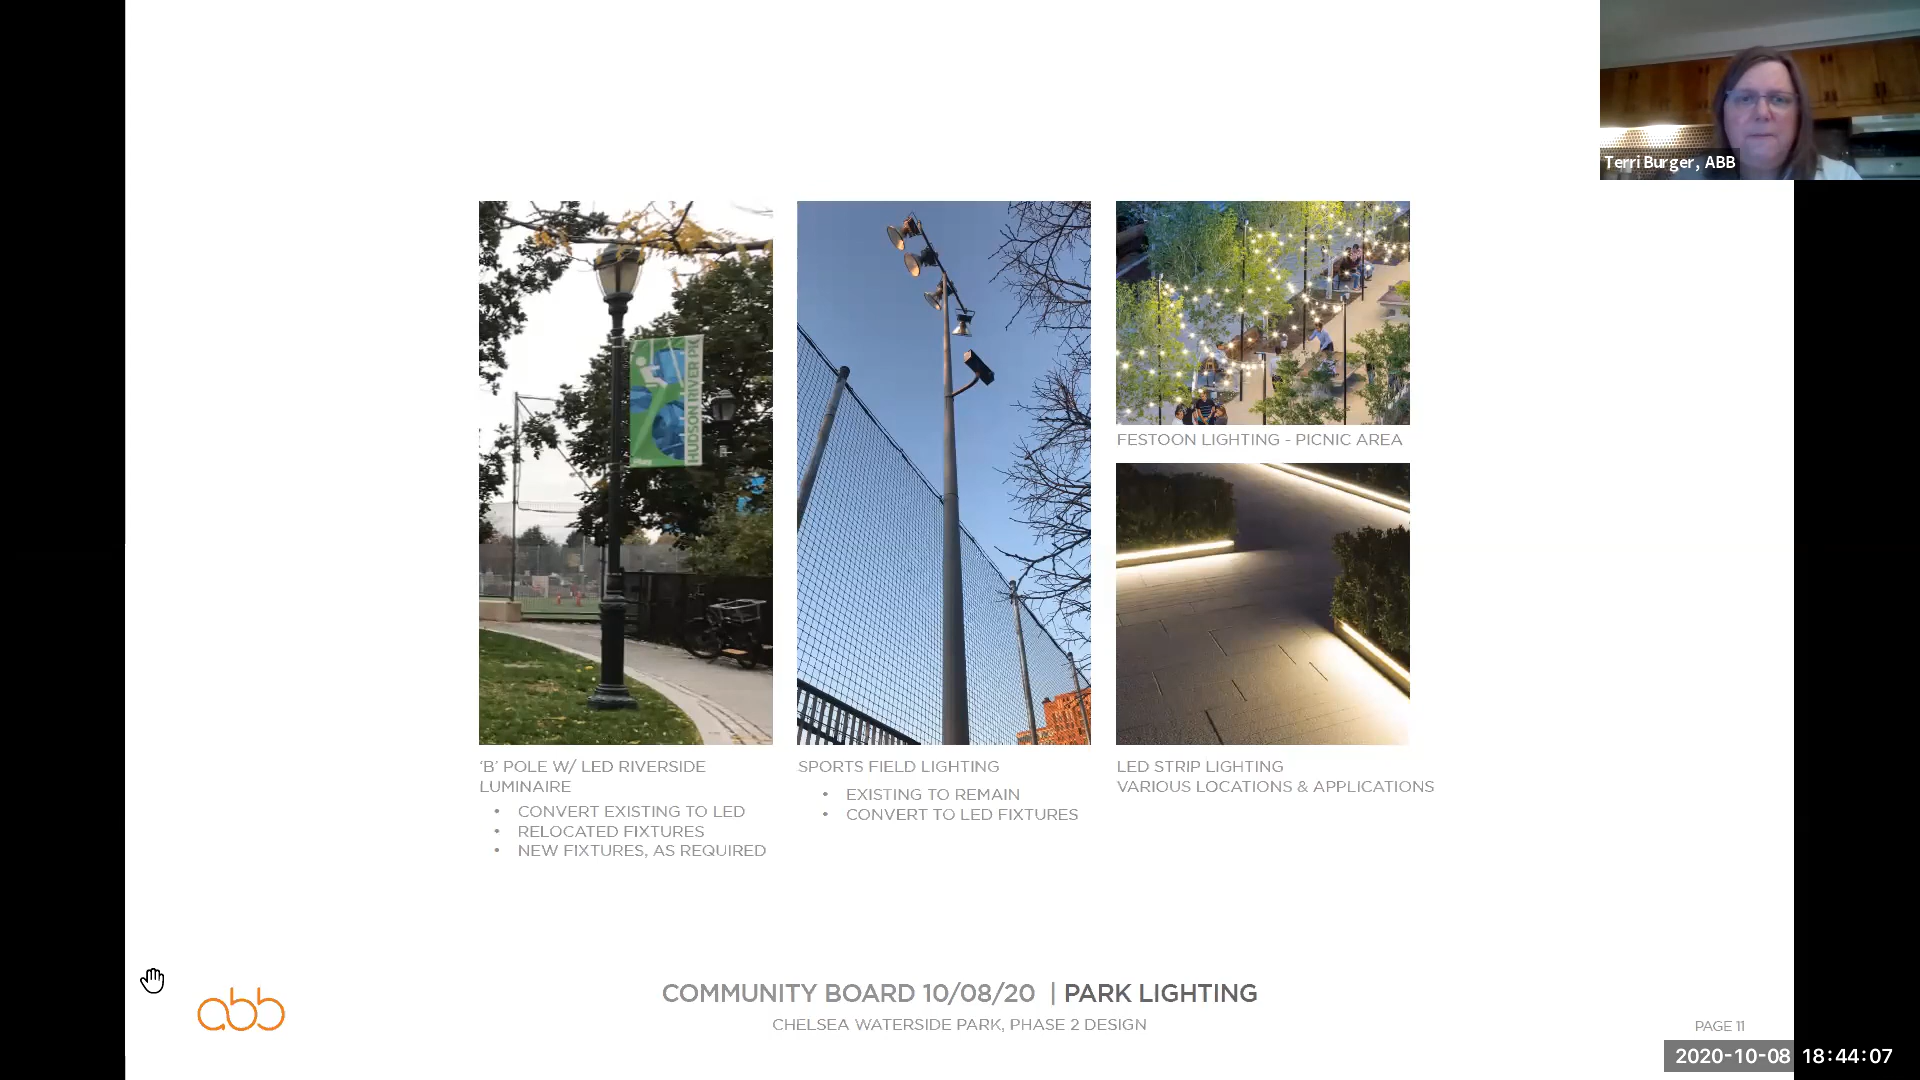 Terri Burger, ABB
HUDSON RIVER PK
FESTOON LIGHTING - PICNIC AREA
'B' POLE W/ LED RIVERSIDE
LUMINAIRE
• CONVERT EXISTING TO LED
• RELOCATED FIXTURES
• NEW FIXTURES, AS REQUIRED
SPORTS FIELD LIGHTING
• EXISTING TO REMAIN
• CONVERT TO LED FIXTURES
LED STRIP LIGHTING
VARIOUS LOCATIONS & APPLICATIONS
abb
COMMUNITY BOARD 10/08/20 | PARK LIGHTING
CHELSEA WATERSIDE PARK, PHASE 2 DESIGN
PAGE 11
2020-10-08 18:44:07